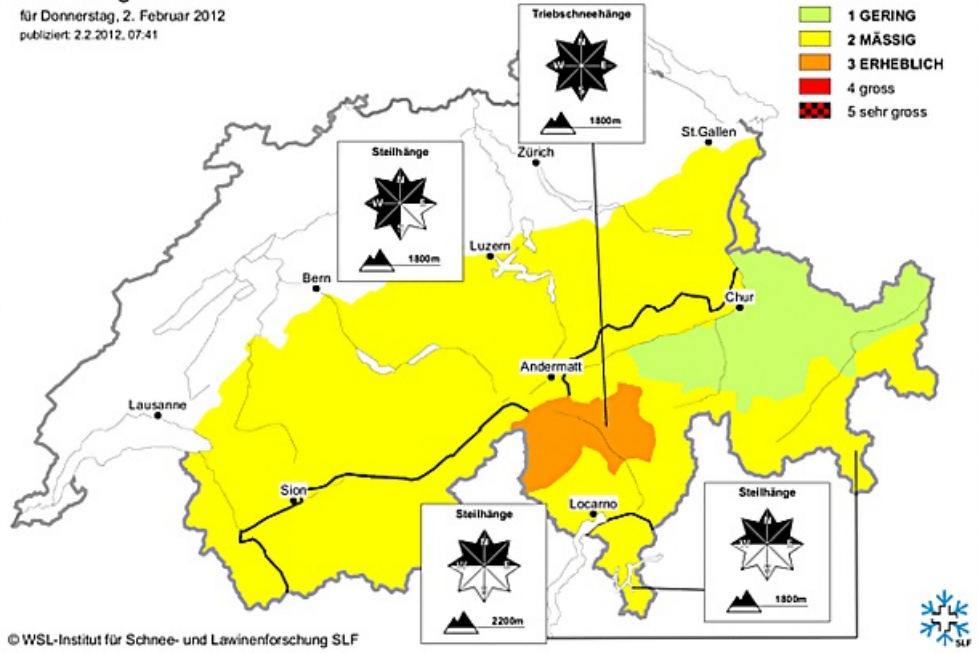 für Donnerstag, 2. Februar 2012
publiziert: 2.2.2012, 07:41
1 GERING
2 MÄSSIG
3 ERHEBLICH
4 gross
5 sehr gross
Triebschneehänge
N
W E
S
1800m
St.Gallen
Zürich
Steilhänge
N
W E
S
1800m
Luzern
Bern
Chur
Andermatt
Lausanne
Sion
Locarno
Steilhänge
N
W E
S
2200m
Steilhänge
N
W E
S
1800m
© WSL-Institut für Schnee- und Lawinenforschung SLF
SLF